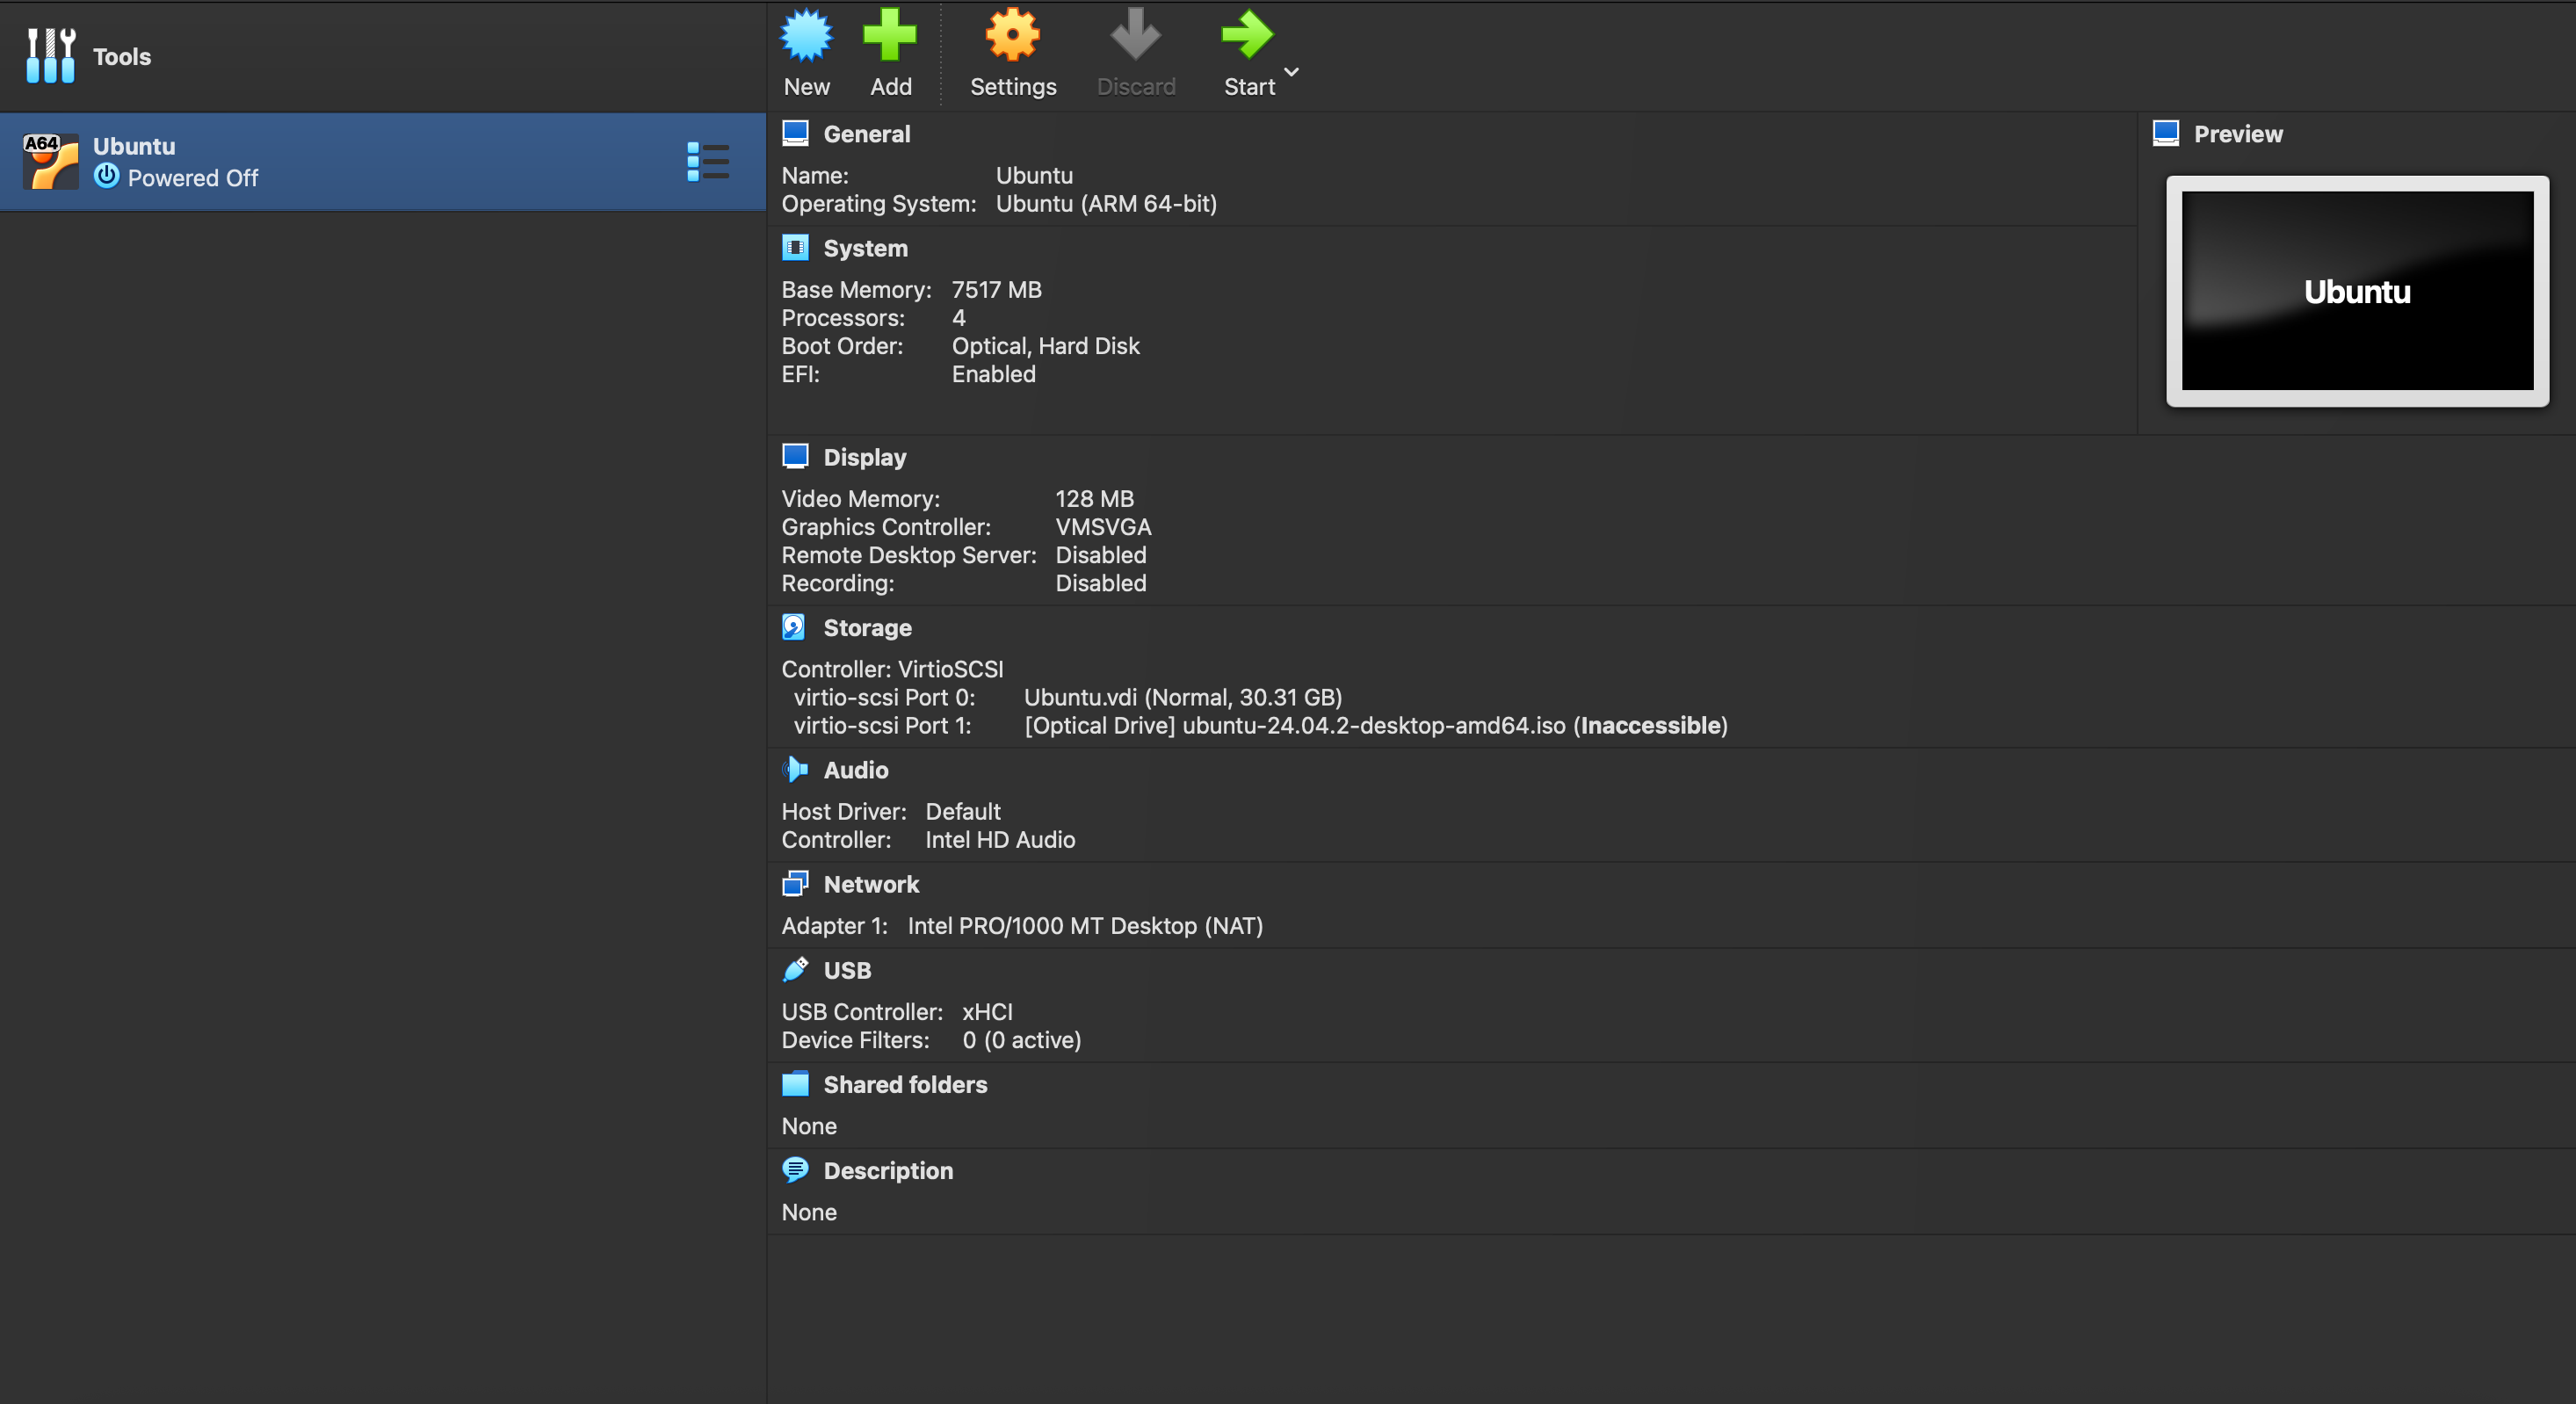 Tools
New
Add
Settings
Discard
Start
A64
Ubuntu
Powered Off
General
Name: Ubuntu
Operating System: Ubuntu (ARM 64-bit)
Preview
Ubuntu
System
Base Memory: 7517 MB
Processors: 4
Boot Order: Optical, Hard Disk
EFI: Enabled
Display
Video Memory: 128 MB
Graphics Controller: VMSVGA
Remote Desktop Server: Disabled
Recording: Disabled
Storage
Controller: VirtioSCSI
virtio-scsi Port 0: Ubuntu.vdi (Normal, 30.31 GB)
virtio-scsi Port 1: [Optical Drive] ubuntu-24.04.2-desktop-amd64.iso (Inaccessible)
Audio
Host Driver: Default
Controller: Intel HD Audio
Network
Adapter 1: Intel PRO/1000 MT Desktop (NAT)
USB
USB Controller: xHCI
Device Filters: 0 (0 active)
Shared folders
None
Description
None